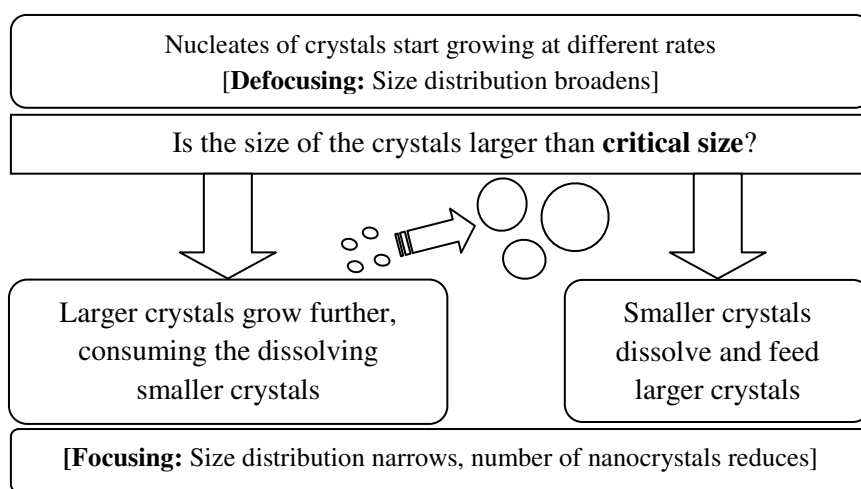 Nucleates of crystals start growing at different rates
[Defocusing: Size distribution broadens]
Is the size of the crystals larger than critical size?
Larger crystals grow further,
consuming the dissolving
smaller crystals
Smaller crystals
dissolve and feed
larger crystals
[Focusing: Size distribution narrows, number of nanocrystals reduces]